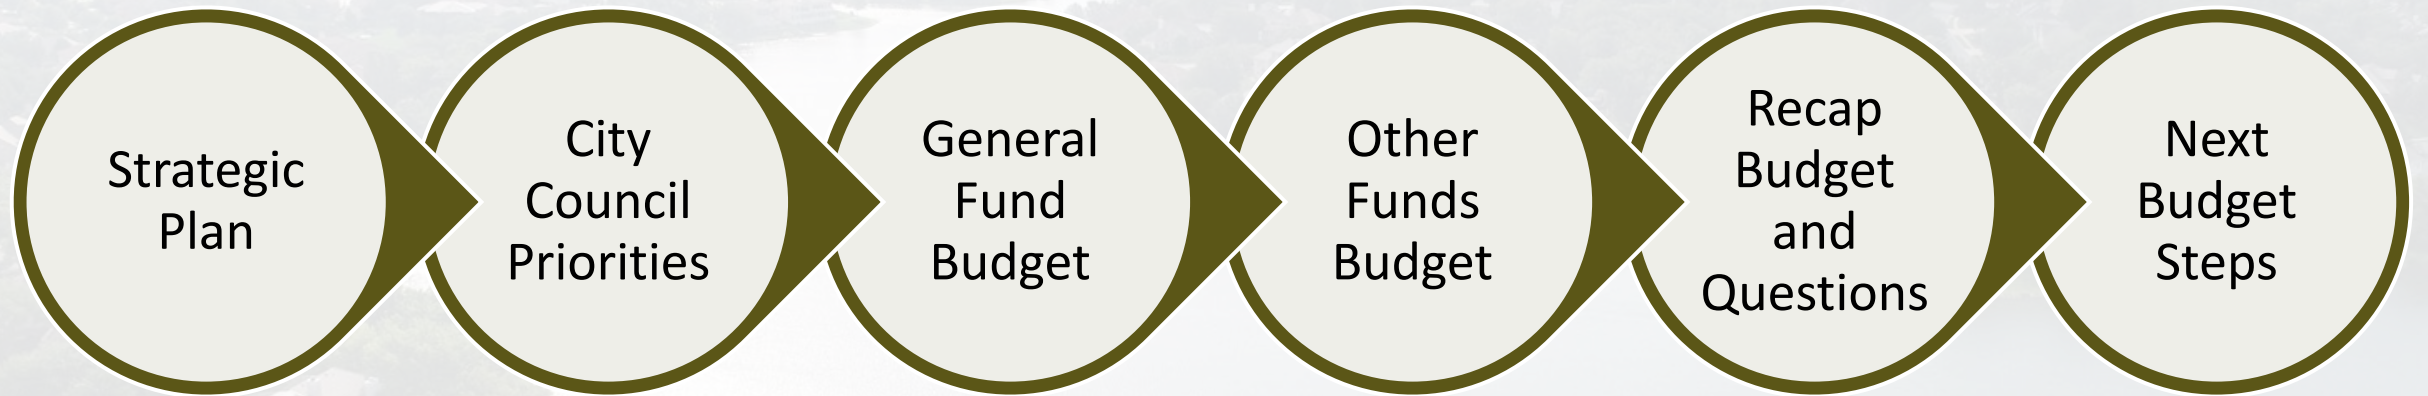 Strategic
Plan
City
Council
Priorities
General
Fund
Budget
Other
Funds
Budget
Recap
Budget
and
Questions
Next
Budget
Steps